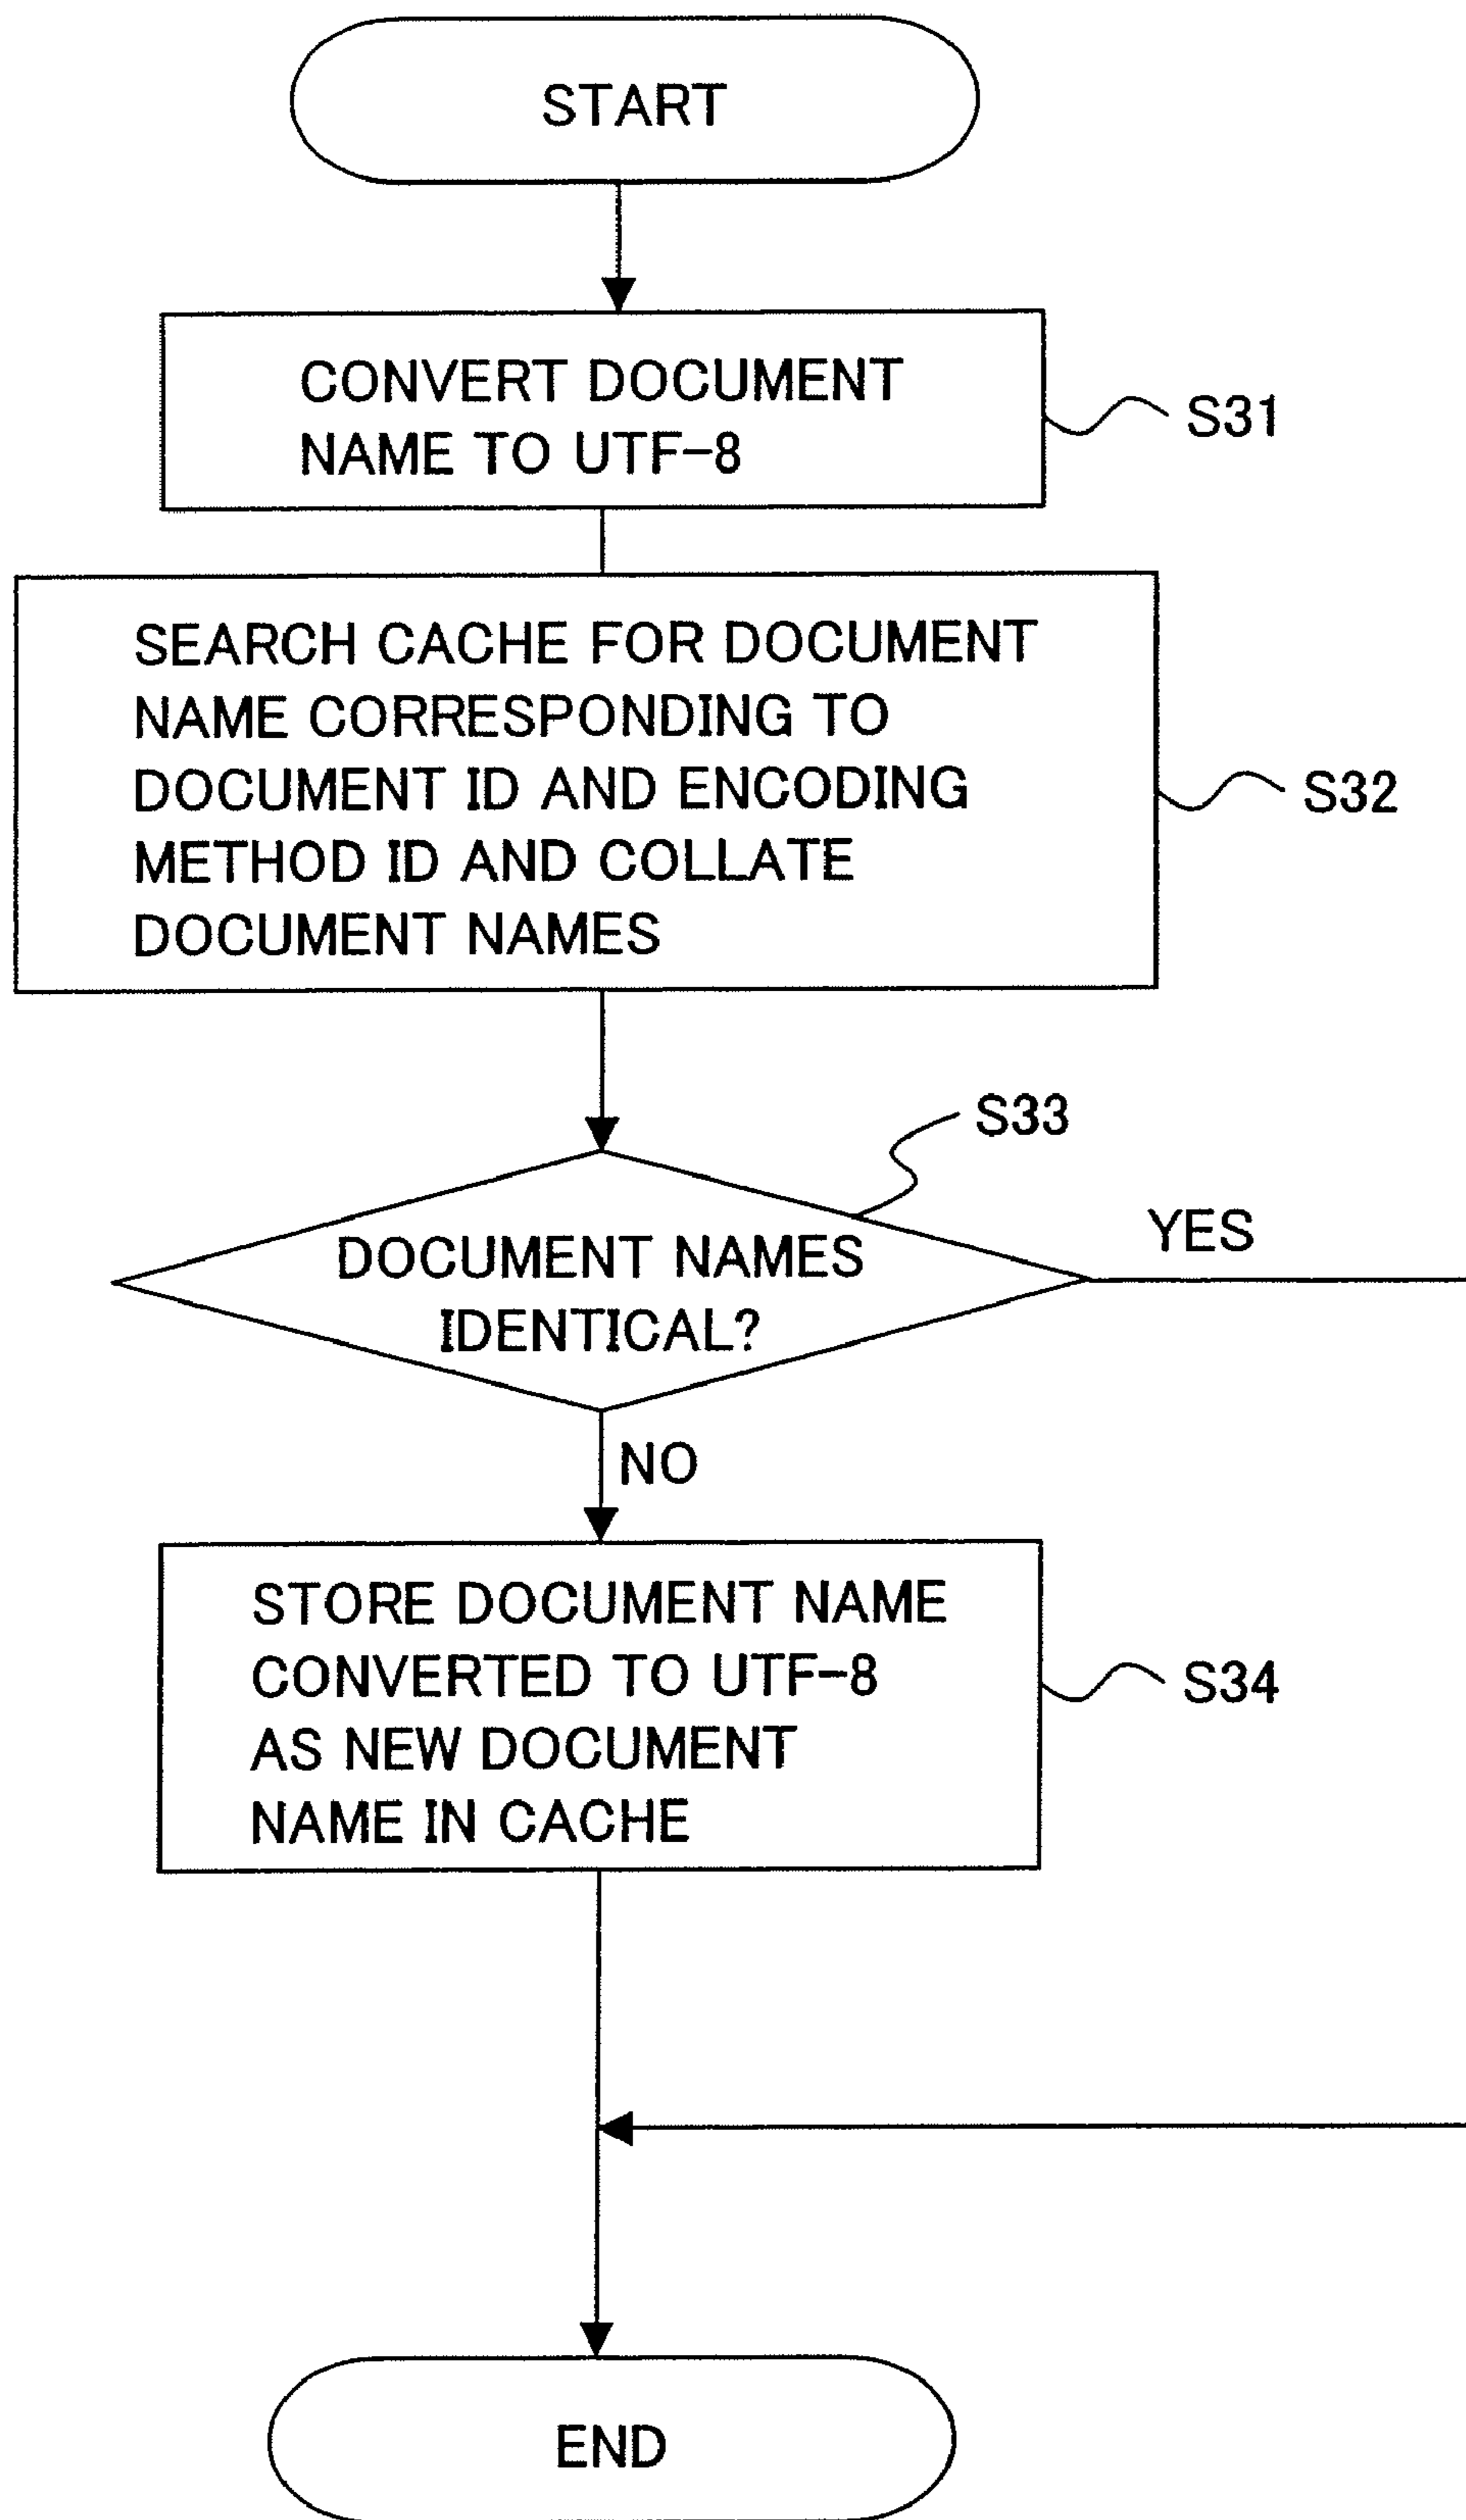 START
CONVERT DOCUMENT
NAME TO UTF-8
S31
SEARCH CACHE FOR DOCUMENT
NAME CORRESPONDING TO
DOCUMENT ID AND ENCODING
METHOD ID AND COLLATE
DOCUMENT NAMES
S32
S33
DOCUMENT NAMES
IDENTICAL?
YES
NO
STORE DOCUMENT NAME
CONVERTED TO UTF-8
AS NEW DOCUMENT
NAME IN CACHE
S34
END